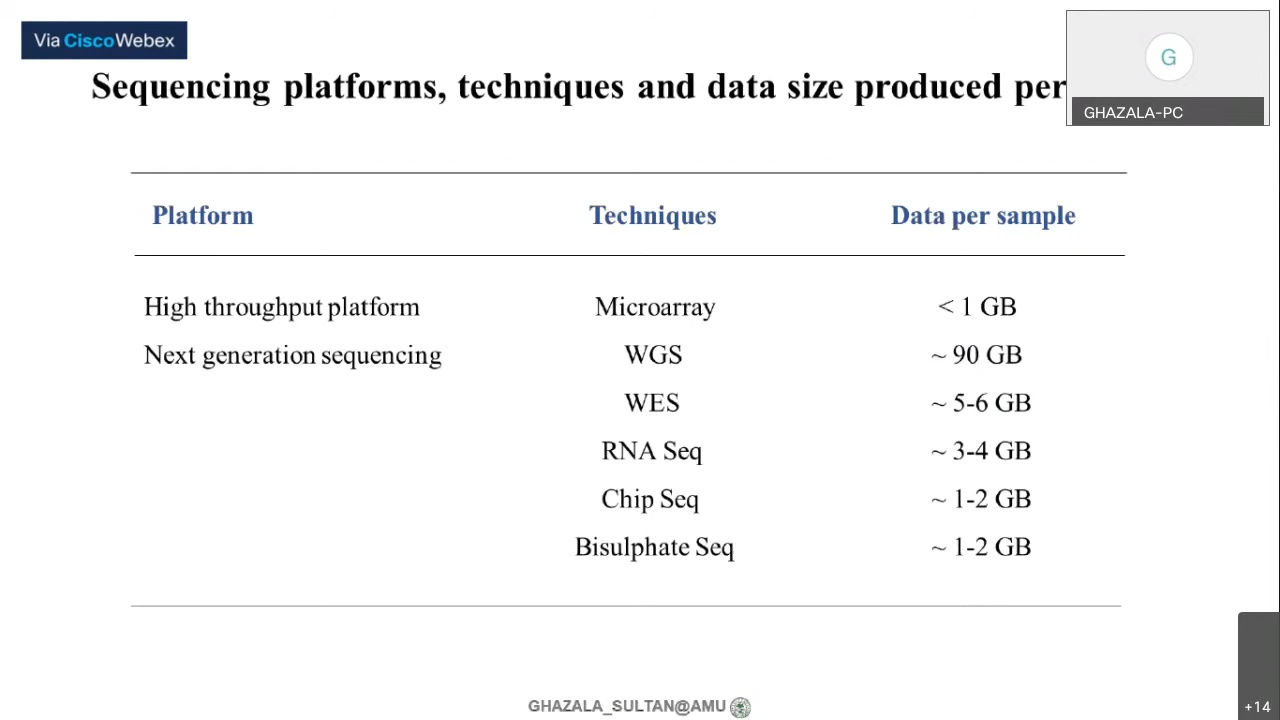 Via CiscoWebex
G
GHAZALA-PC
Sequencing platforms, techniques and data size produced per
Platform Techniques Data per sample
High throughput platform Microarray < 1 GB
Next generation sequencing WGS ~ 90 GB
WES ~ 5-6 GB
RNA Seq ~ 3-4 GB
Chip Seq ~ 1-2 GB
Bisulphate Seq ~ 1-2 GB
GHAZALA_SULTAN@AMU
+14